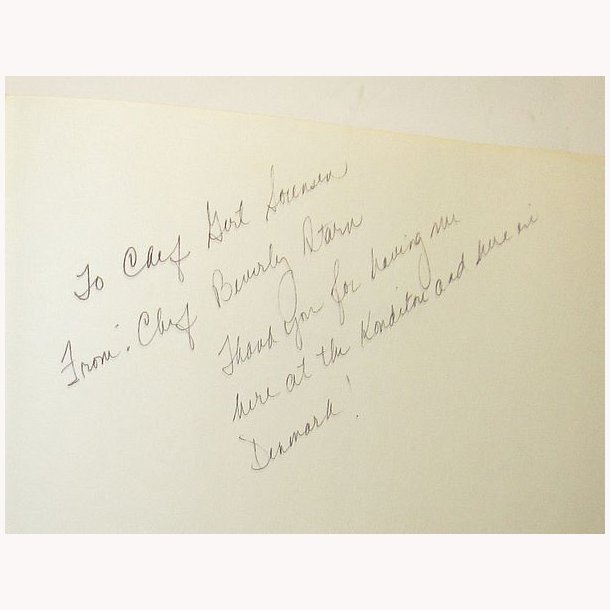 To Chef Gert Sorensen
From: Chef Beverly Starn
Thank You for having me
here at the Konditori and here in
Denmark!